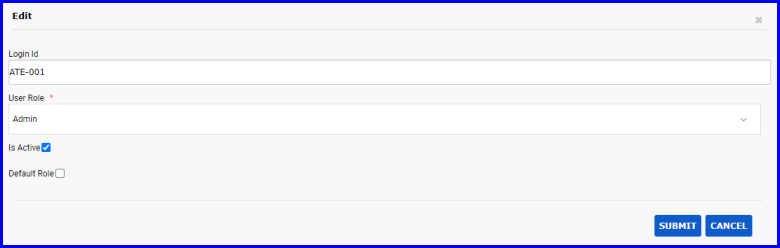 Edit
Login Id
ATE-001
User Role *
Admin
Is Active
Default Role
SUBMIT CANCEL